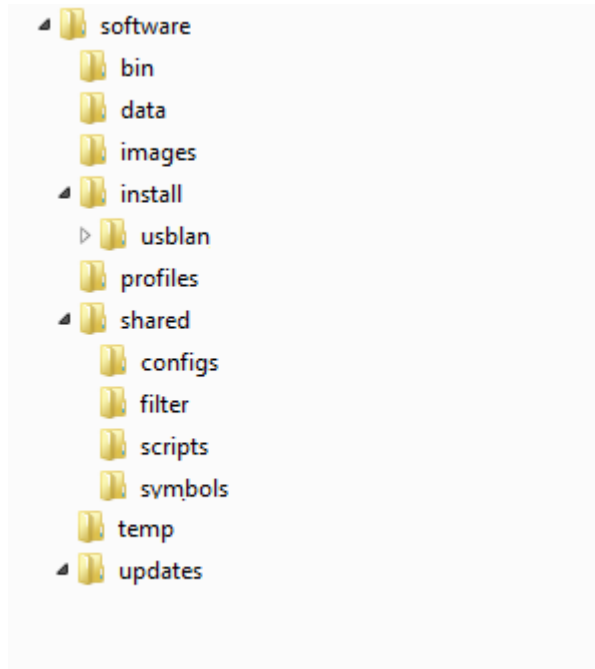 software
bin
data
images
install
usblan
profiles
shared
configs
filter
scripts
symbols
temp
updates